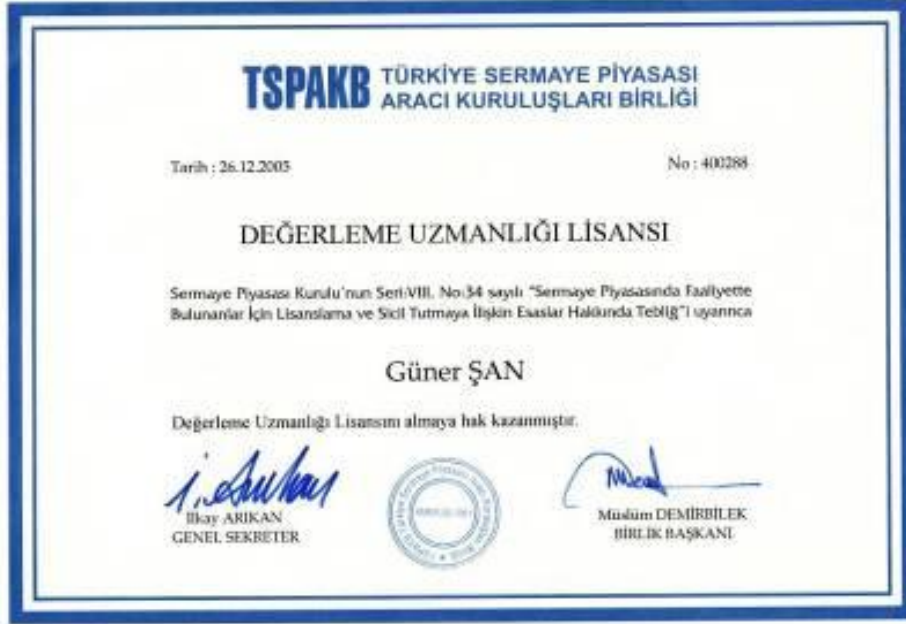 TSPAKB TÜRKİYE SERMAYE PİYASASI
ARACI KURULUŞLARI BİRLİĞİ
Tarih : 26.12.2005
No : 400288
DEĞERLEME UZMANLIĞI LİSANSI
Sermaye Piyasası Kurulu'nun Seri:VIII, No:34 sayılı "Sermaye Piyasasında Faaliyette
Bulunanlar İçin Lisanslama ve Sicil Tutmaya İlişkin Esaslar Hakkında Tebliğ"i uyarınca
Güner ŞAN
Değerleme Uzmanlığı Lisansını almaya hak kazanmıştır.
İlkay ARIKAN
GENEL SEKRETER
Müslüm DEMİRBİLEK
BİRLİK BAŞKANI